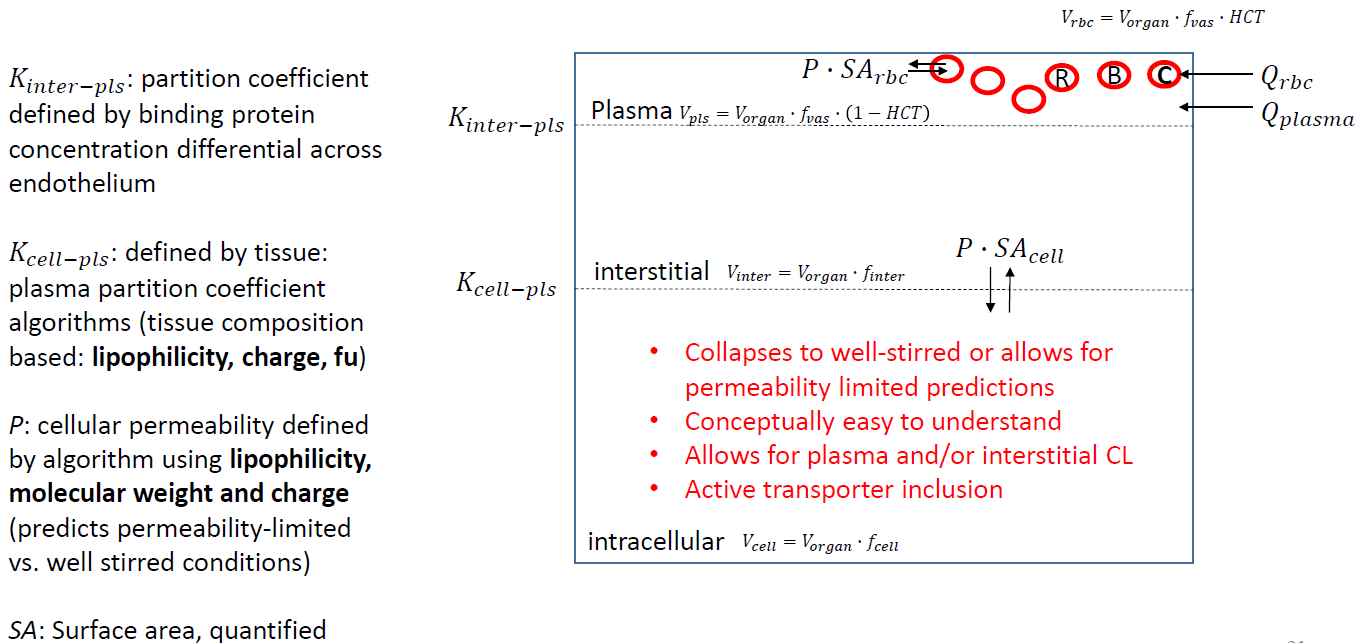 V_rbc = V_organ · f_vas · HCT
K_inter−pls: partition coefficient
defined by binding protein
concentration differential across
endothelium
K_cell−pls: defined by tissue:
plasma partition coefficient
algorithms (tissue composition
based: lipophilicity, charge, fu)
P: cellular permeability defined
by algorithm using lipophilicity,
molecular weight and charge
(predicts permeability-limited
vs. well stirred conditions)
SA: Surface area, quantified
P · SA_rbc
R B C
Q_rbc
K_inter−pls
Plasma V_pls = V_organ · f_vas · (1 − HCT)
Q_plasma
P · SA_cell
K_cell−pls
interstitial V_inter = V_organ · f_inter
• Collapses to well-stirred or allows for
permeability limited predictions
• Conceptually easy to understand
• Allows for plasma and/or interstitial CL
• Active transporter inclusion
intracellular V_cell = V_organ · f_cell